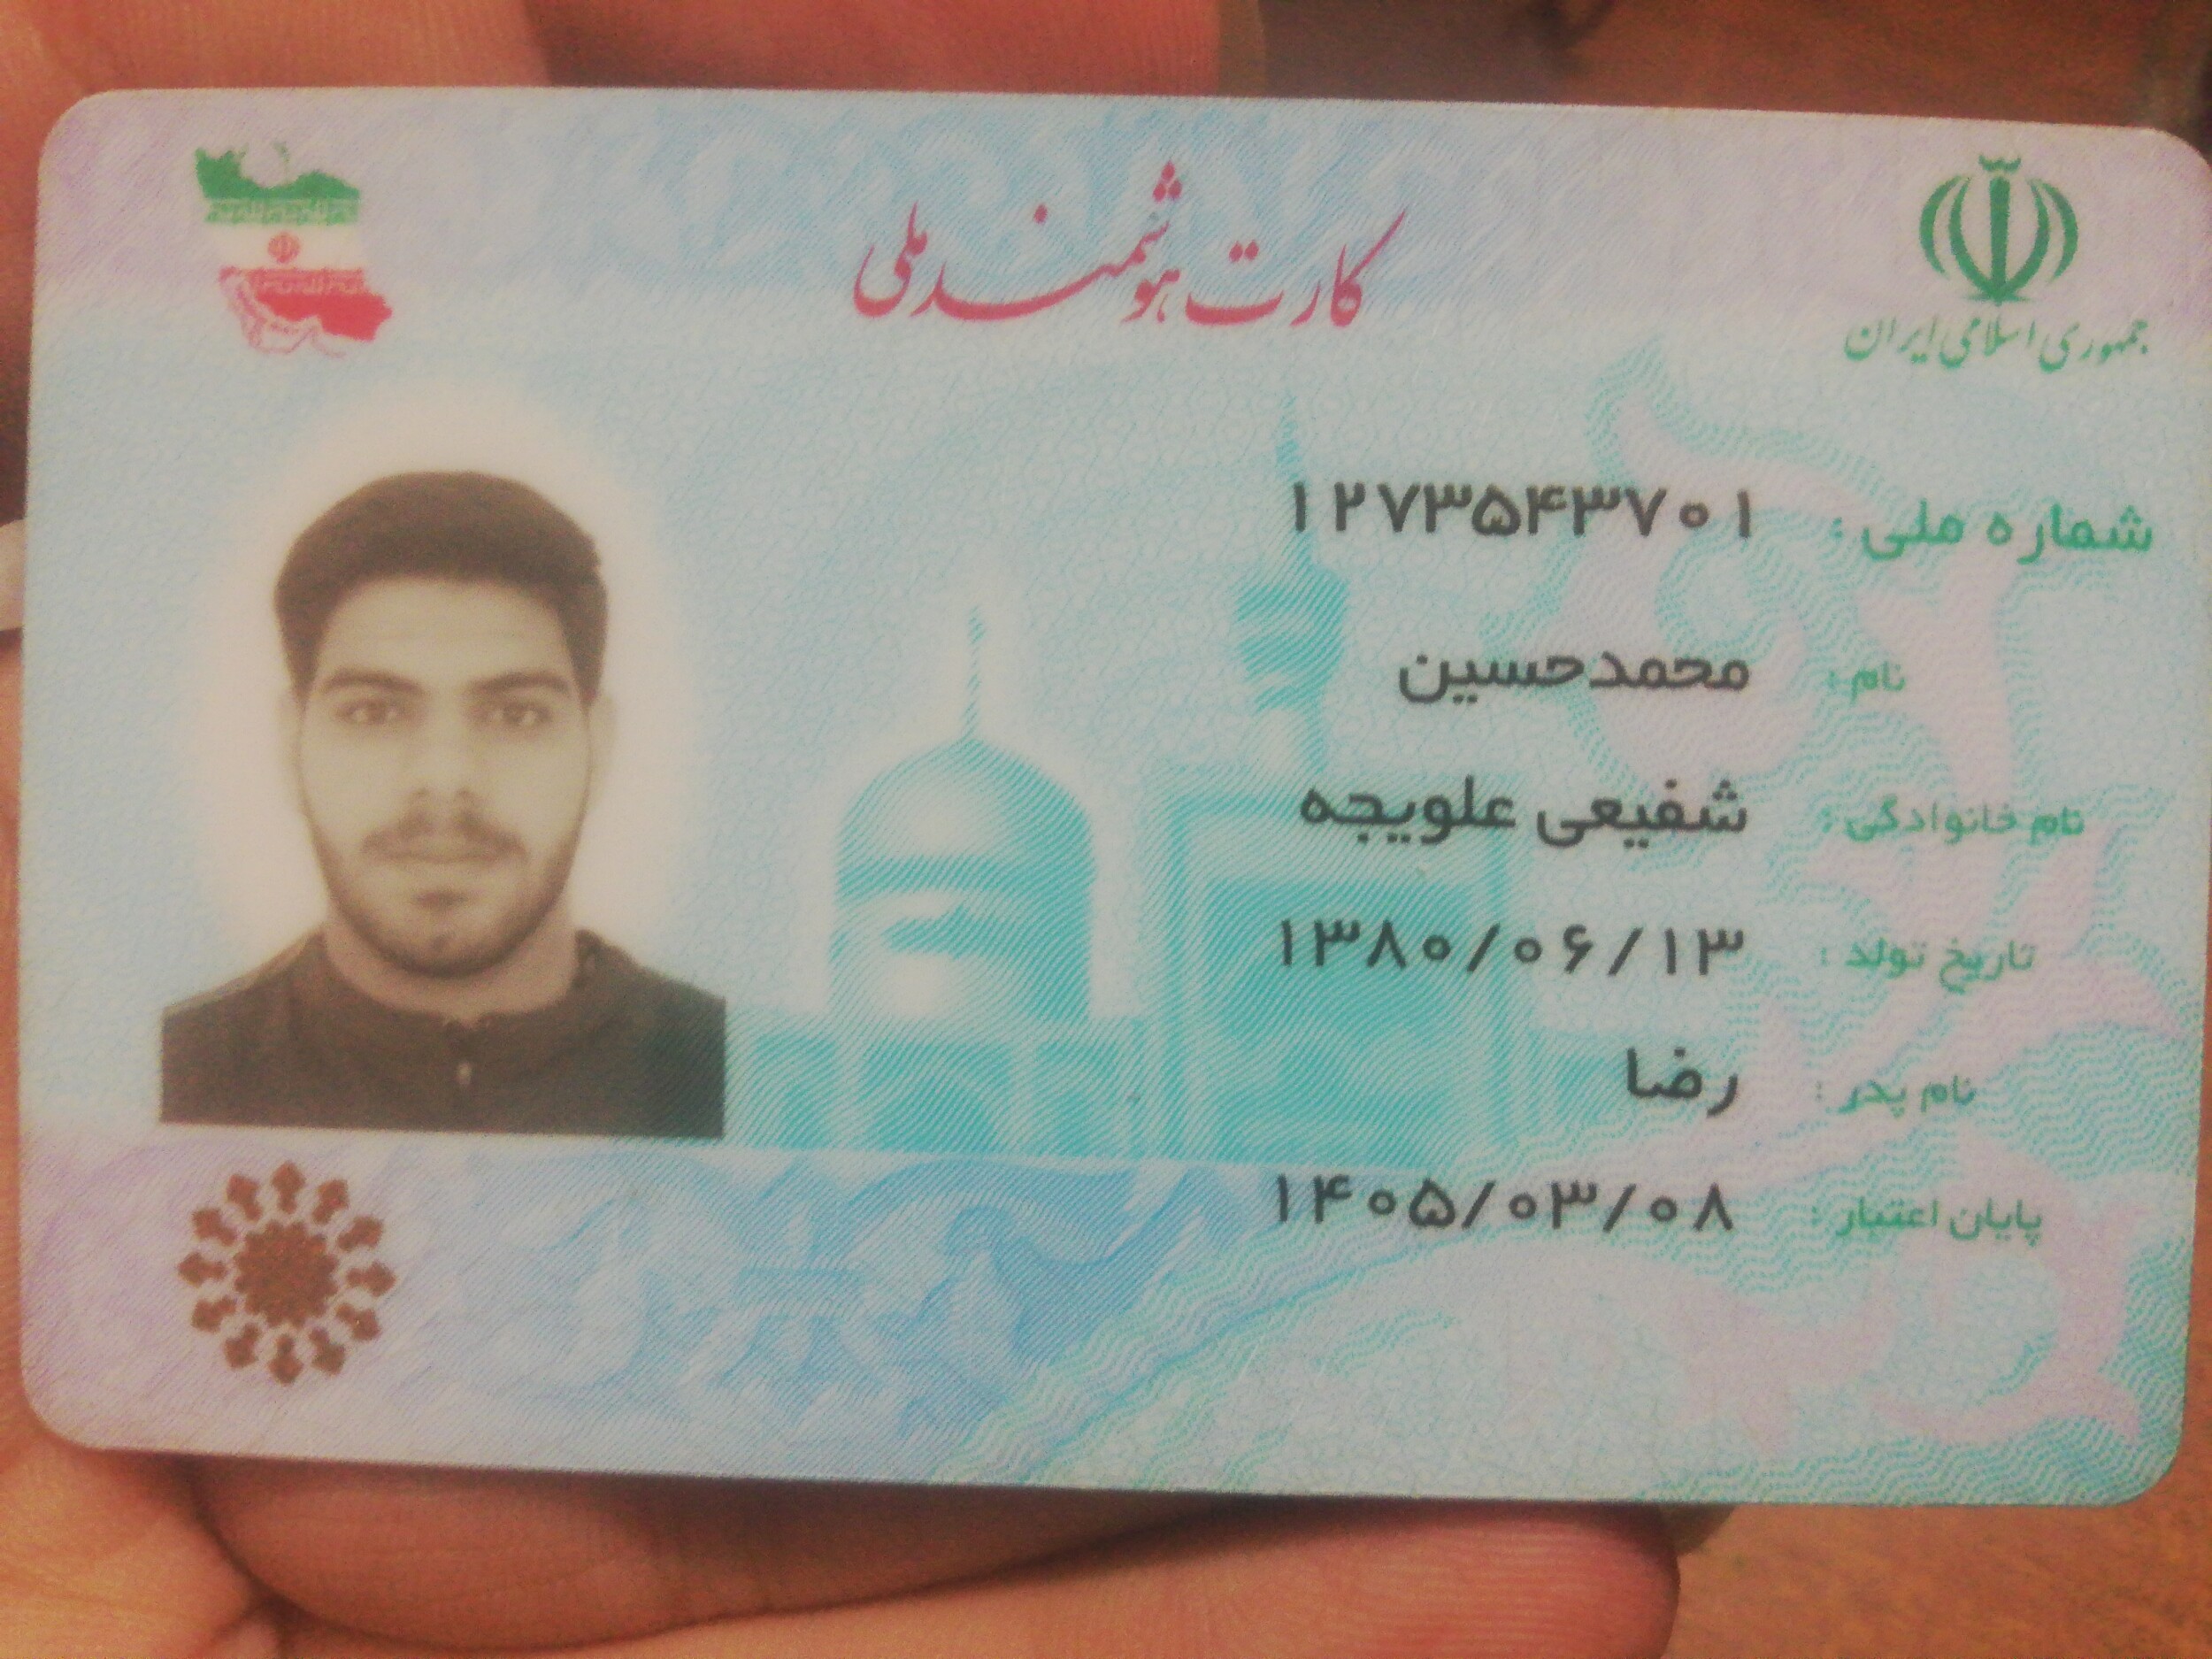 کارت هوشمند ملی
جمهوری اسلامی ایران
شماره ملی: ۱۲۷۳۵۴۳۷۰۱
نام: محمدحسین
نام خانوادگی: شفیعی علویجه
تاریخ تولد: ۱۳۸۰/۰۶/۱۳
نام پدر: رضا
پایان اعتبار: ۱۴۰۵/۰۳/۰۸